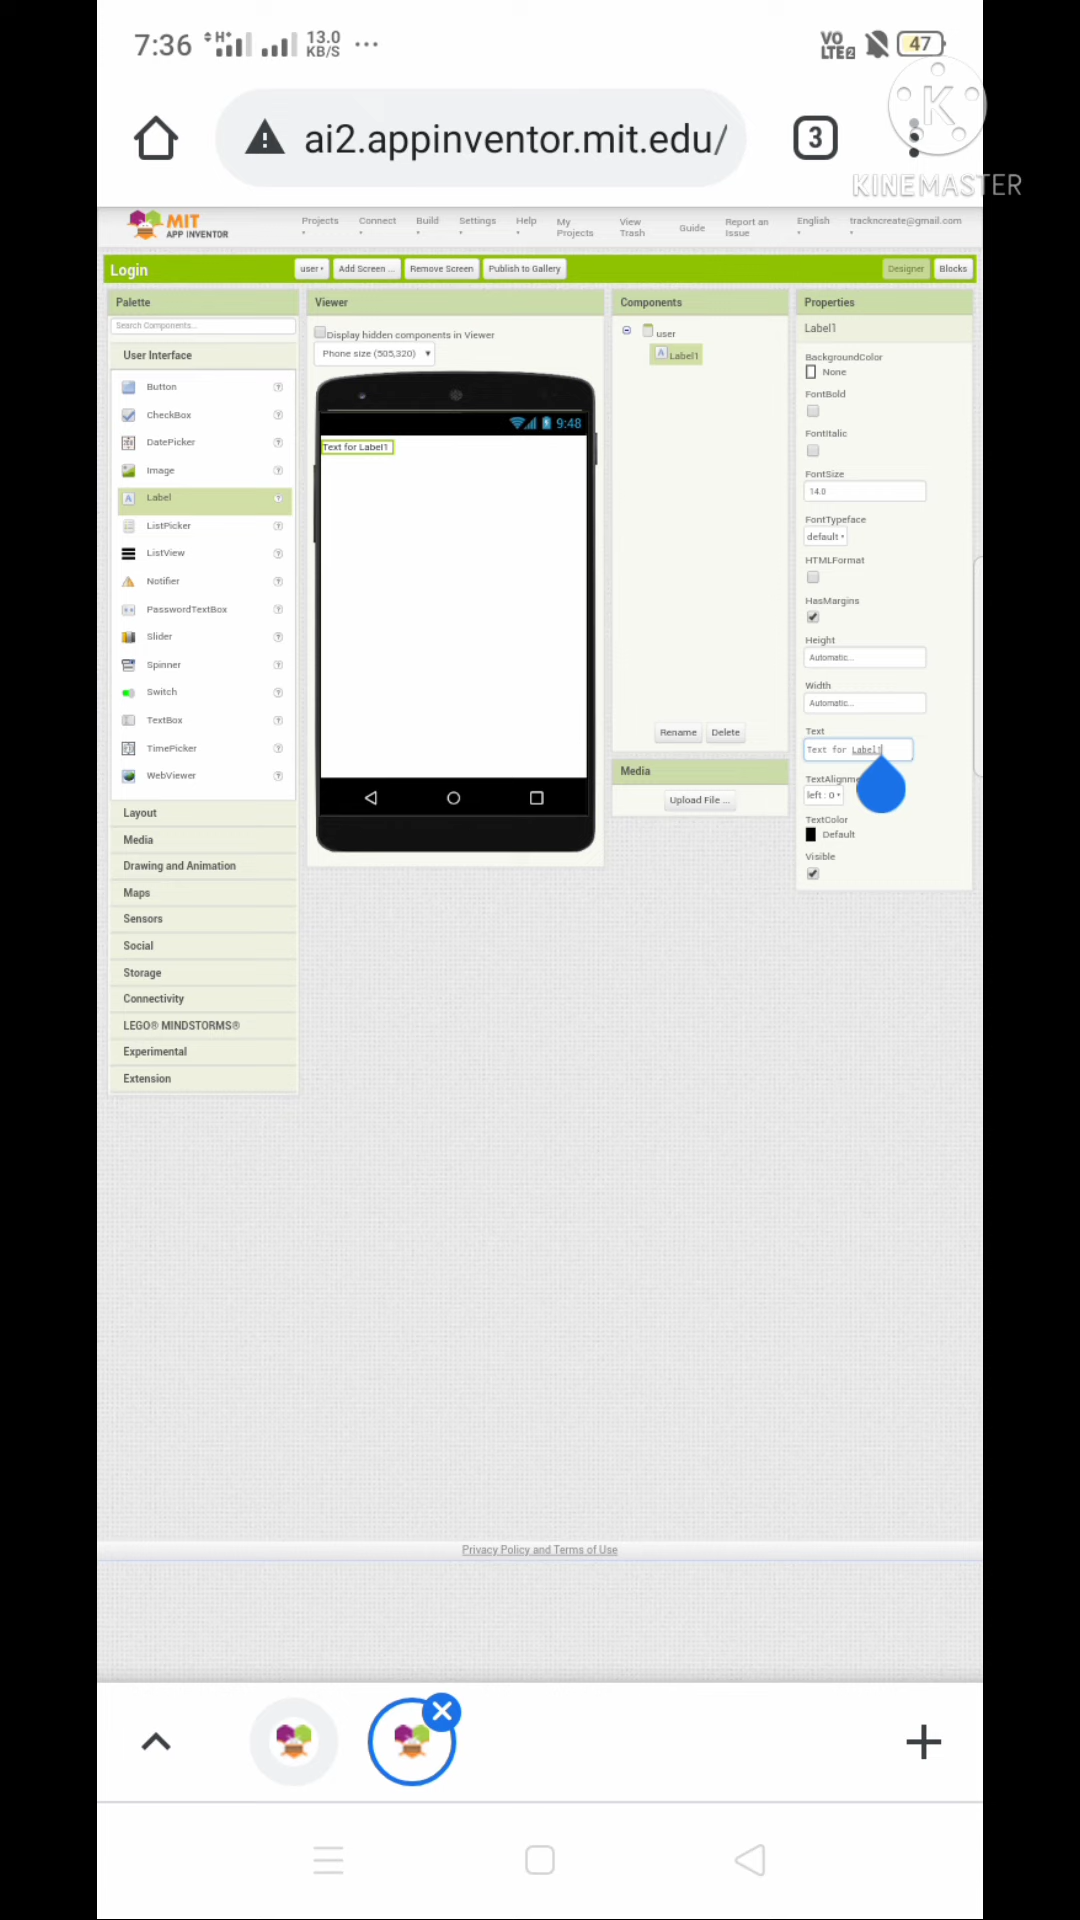 7:36 H+ 13.0 KB/S ... VO LTE2 47
ai2.appinventor.mit.edu/ 3
K
KINEMASTER
MIT APP INVENTOR
Projects Connect Build Settings Help My Projects View Trash Guide Report an Issue English trackncreate@gmail.com
Login user Add Screen ... Remove Screen Publish to Gallery Designer Blocks
Palette
Search Components...
User Interface
Button
CheckBox
DatePicker
Image
Label
ListPicker
ListView
Notifier
PasswordTextBox
Slider
Spinner
Switch
TextBox
TimePicker
WebViewer
Layout
Media
Drawing and Animation
Maps
Sensors
Social
Storage
Connectivity
LEGO® MINDSTORMS®
Experimental
Extension
Viewer
Display hidden components in Viewer
Phone size (505,320)
9:48
Text for Label1
Components
user
Label1
Rename Delete
Media
Upload File ...
Properties
Label1
BackgroundColor
None
FontBold
FontItalic
FontSize
14.0
FontTypeface
default
HTMLFormat
HasMargins
Height
Automatic...
Width
Automatic...
Text
Text for Label1
TextAlignme
left : 0
TextColor
Default
Visible
Privacy Policy and Terms of Use